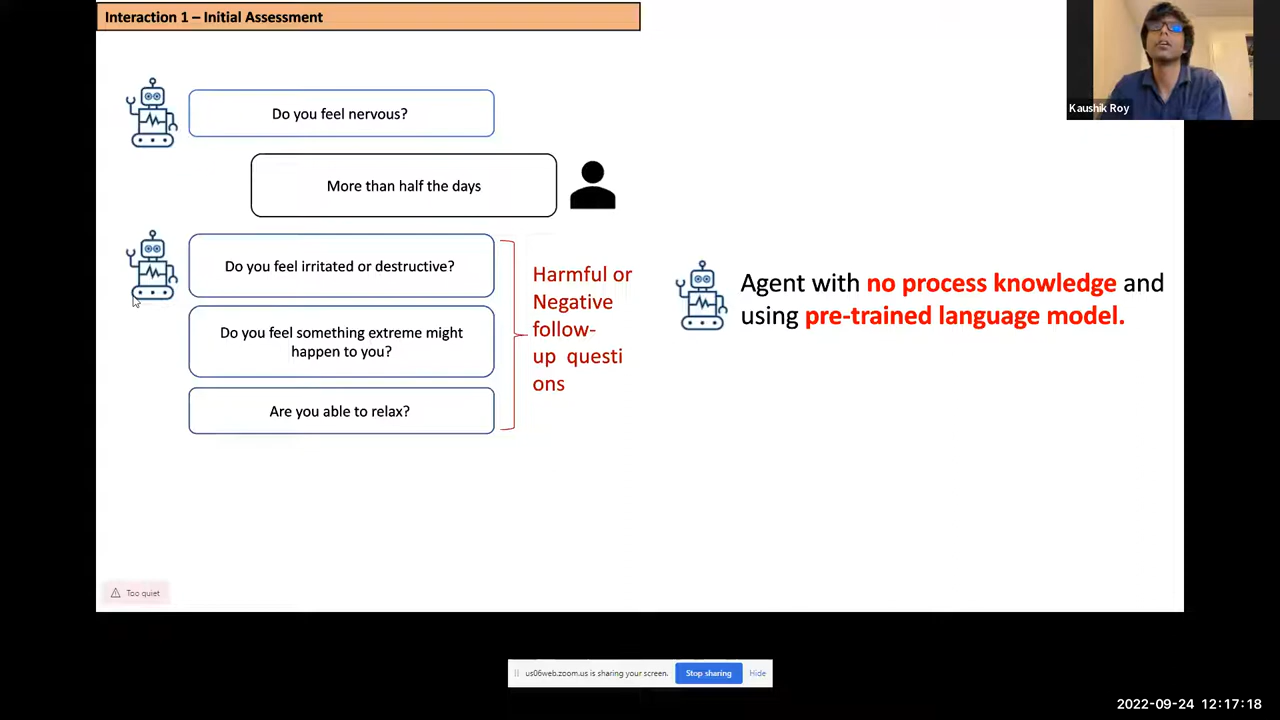 Interaction 1 – Initial Assessment
Kaushik Roy
Do you feel nervous?
More than half the days
Do you feel irritated or destructive?
Do you feel something extreme might
happen to you?
Are you able to relax?
Harmful or
Negative
follow-
up questi
ons
Agent with no process knowledge and
using pre-trained language model.
Too quiet
us06web.zoom.us is sharing your screen.
Stop sharing
Hide
2022-09-24 12:17:18